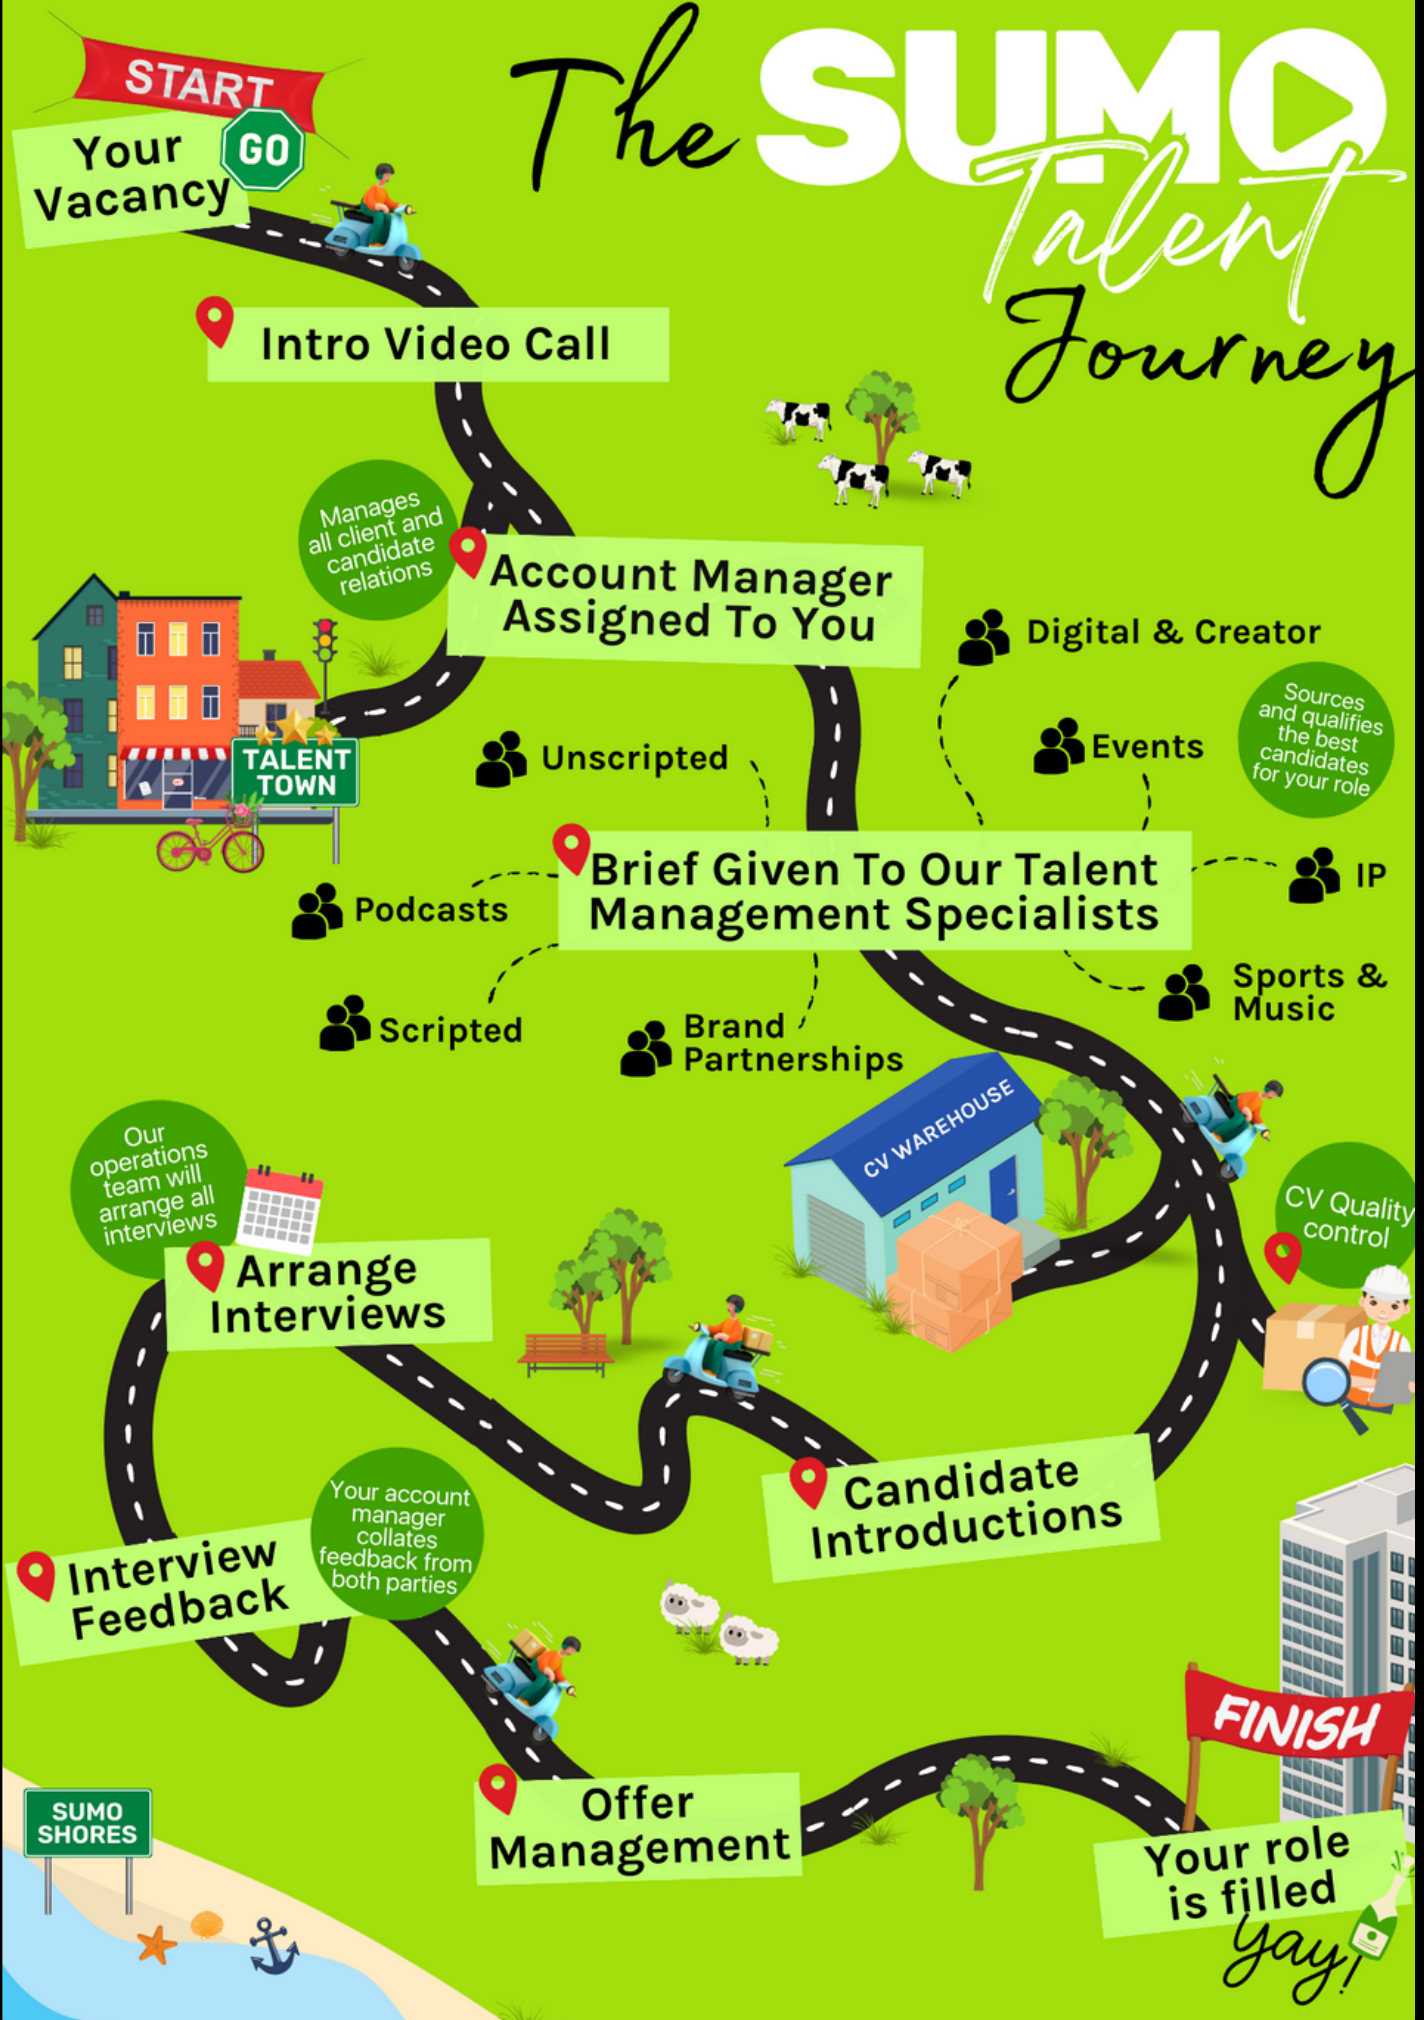 The SUMO
Talent
Journey
START
GO
Your
Vacancy
Intro Video Call
Manages
all client and
candidate
relations
Account Manager
Assigned To You
TALENT
TOWN
Digital & Creator
Sources
and qualifies
the best
candidates
for your role
Unscripted
Events
Brief Given To Our Talent
Management Specialists
IP
Podcasts
Sports &
Music
Scripted
Brand
Partnerships
CV WAREHOUSE
CV Quality
control
Our
operations
team will
arrange all
interviews
Arrange
Interviews
Candidate
Introductions
Your account
manager
collates
feedback from
both parties
Interview
Feedback
Offer
Management
FINISH
Your role
is filled
yay!
SUMO
SHORES